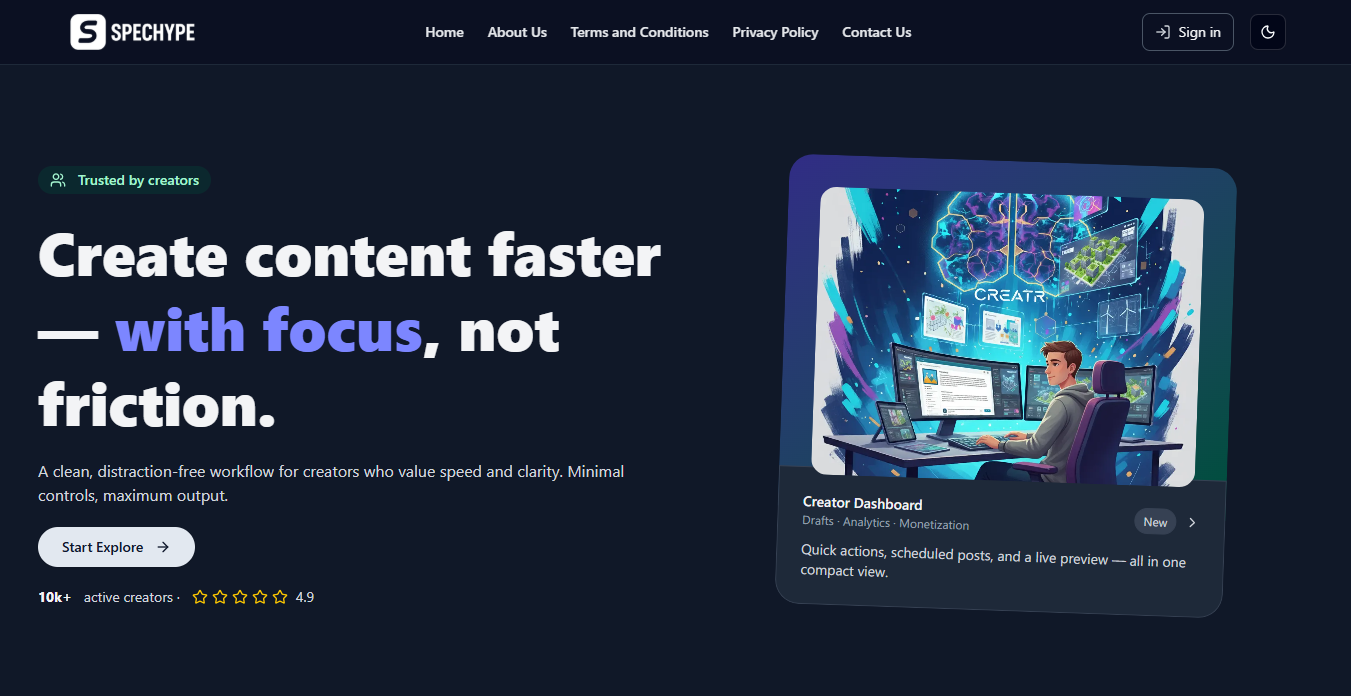 SPECHYPE
Home
About Us
Terms and Conditions
Privacy Policy
Contact Us
Sign in
Trusted by creators
Create content faster
— with focus, not
friction.
A clean, distraction-free workflow for creators who value speed and clarity. Minimal
controls, maximum output.
Start Explore
10k+ active creators · 4.9
CREATR
Creator Dashboard
Drafts · Analytics · Monetization
New
Quick actions, scheduled posts, and a live preview — all in one
compact view.